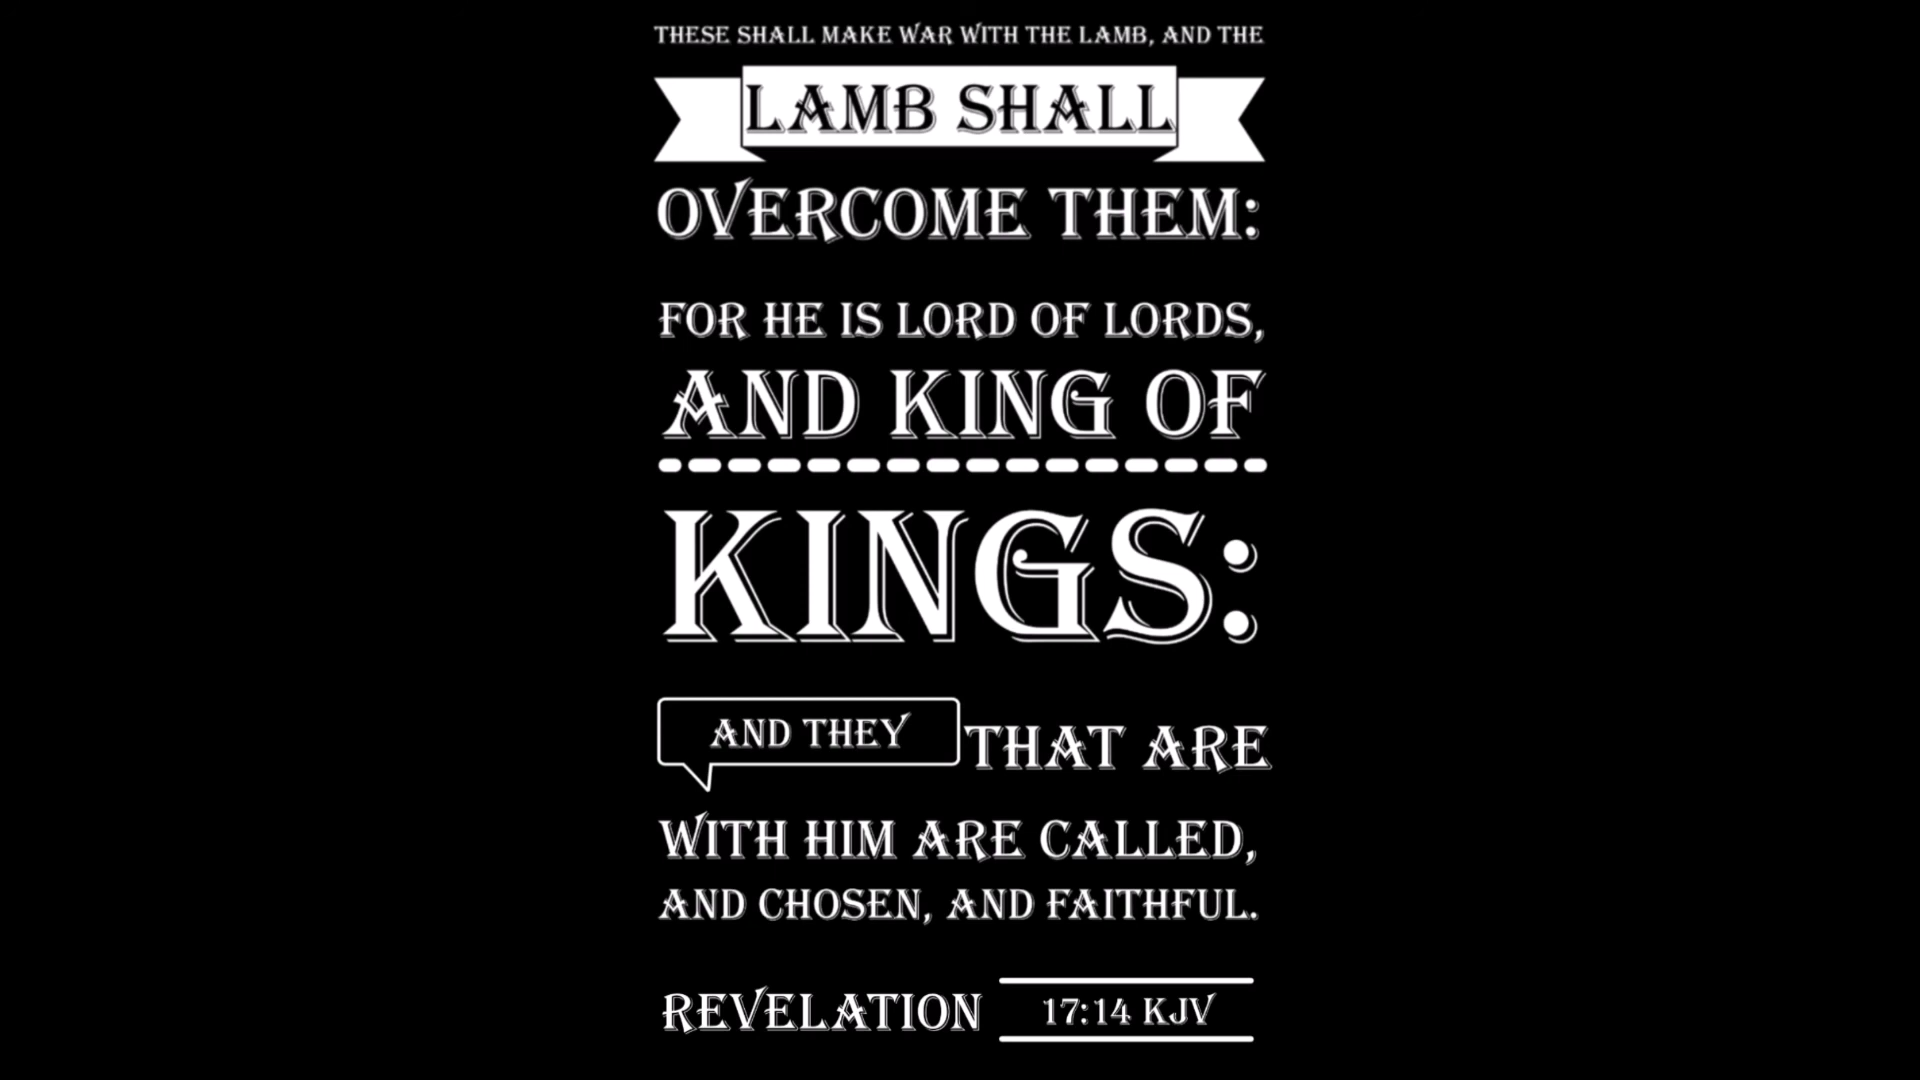 THESE SHALL MAKE WAR WITH THE LAMB, AND THE
LAMB SHALL
OVERCOME THEM:
FOR HE IS LORD OF LORDS,
AND KING OF
KINGS:
AND THEY THAT ARE
WITH HIM ARE CALLED,
AND CHOSEN, AND FAITHFUL.
REVELATION 17:14 KJV